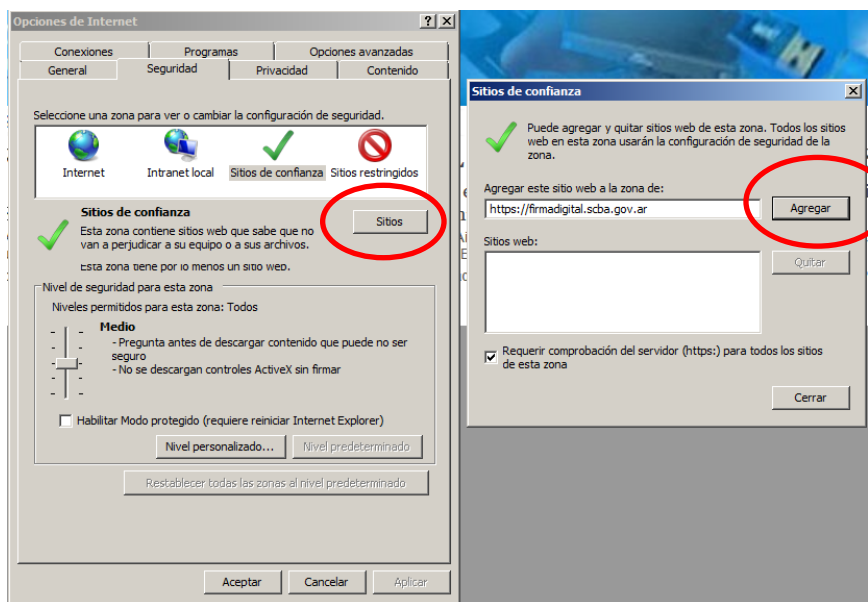 Opciones de Internet
Conexiones Programas Opciones avanzadas
General Seguridad Privacidad Contenido
Seleccione una zona para ver o cambiar la configuración de seguridad.
Internet Intranet local Sitios de confianza Sitios restringidos
Sitios de confianza
Esta zona contiene sitios web que sabe que no
van a perjudicar a su equipo o a sus archivos.
Esta zona tiene por lo menos un sitio web.
Sitios
Nivel de seguridad para esta zona
Niveles permitidos para esta zona: Todos
Medio
- Pregunta antes de descargar contenido que puede no ser
seguro
- No se descargan controles ActiveX sin firmar
Habilitar Modo protegido (requiere reiniciar Internet Explorer)
Nivel personalizado... Nivel predeterminado
Restablecer todas las zonas al nivel predeterminado
Aceptar Cancelar Aplicar
Sitios de confianza
Puede agregar y quitar sitios web de esta zona. Todos los sitios
web en esta zona usarán la configuración de seguridad de la
zona.
Agregar este sitio web a la zona de:
https://firmadigital.scba.gov.ar Agregar
Sitios web:
Quitar
Requerir comprobación del servidor (https:) para todos los sitios
de esta zona
Cerrar